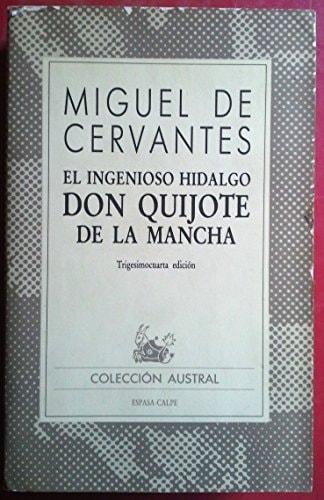 MIGUEL DE
CERVANTES
EL INGENIOSO HIDALGO
DON QUIJOTE
DE LA MANCHA
Trigesimocuarta edición
COLECCIÓN AUSTRAL
ESPASA-CALPE